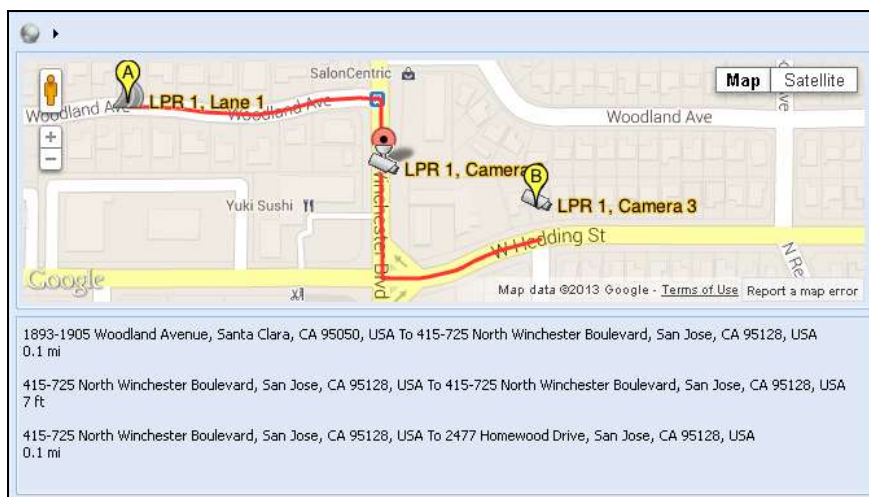 SalonCentric
Map Satellite
A
LPR 1, Lane 1
Woodland Ave
Woodland Ave
Woodland Ave
LPR 1, Camera
B
LPR 1, Camera 3
Yuki Sushi
Winchester Blvd
W Hedding St
N Re
Google
Map data ©2013 Google - Terms of Use Report a map error
1893-1905 Woodland Avenue, Santa Clara, CA 95050, USA To 415-725 North Winchester Boulevard, San Jose, CA 95128, USA
0.1 mi
415-725 North Winchester Boulevard, San Jose, CA 95128, USA To 415-725 North Winchester Boulevard, San Jose, CA 95128, USA
7 ft
415-725 North Winchester Boulevard, San Jose, CA 95128, USA To 2477 Homewood Drive, San Jose, CA 95128, USA
0.1 mi